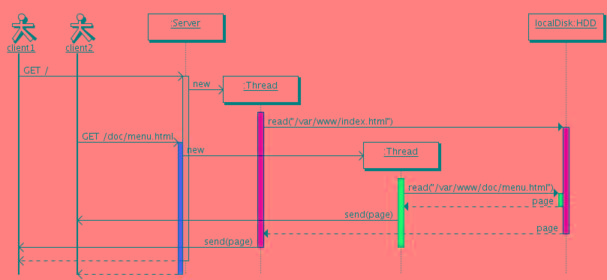 :Server
localDisk:HDD
client1
client2
GET /
new
:Thread
read("/var/www/index.html")
GET /doc/menu.html
new
:Thread
read("/var/www/doc/menu.html")
page
send(page)
page
send(page)